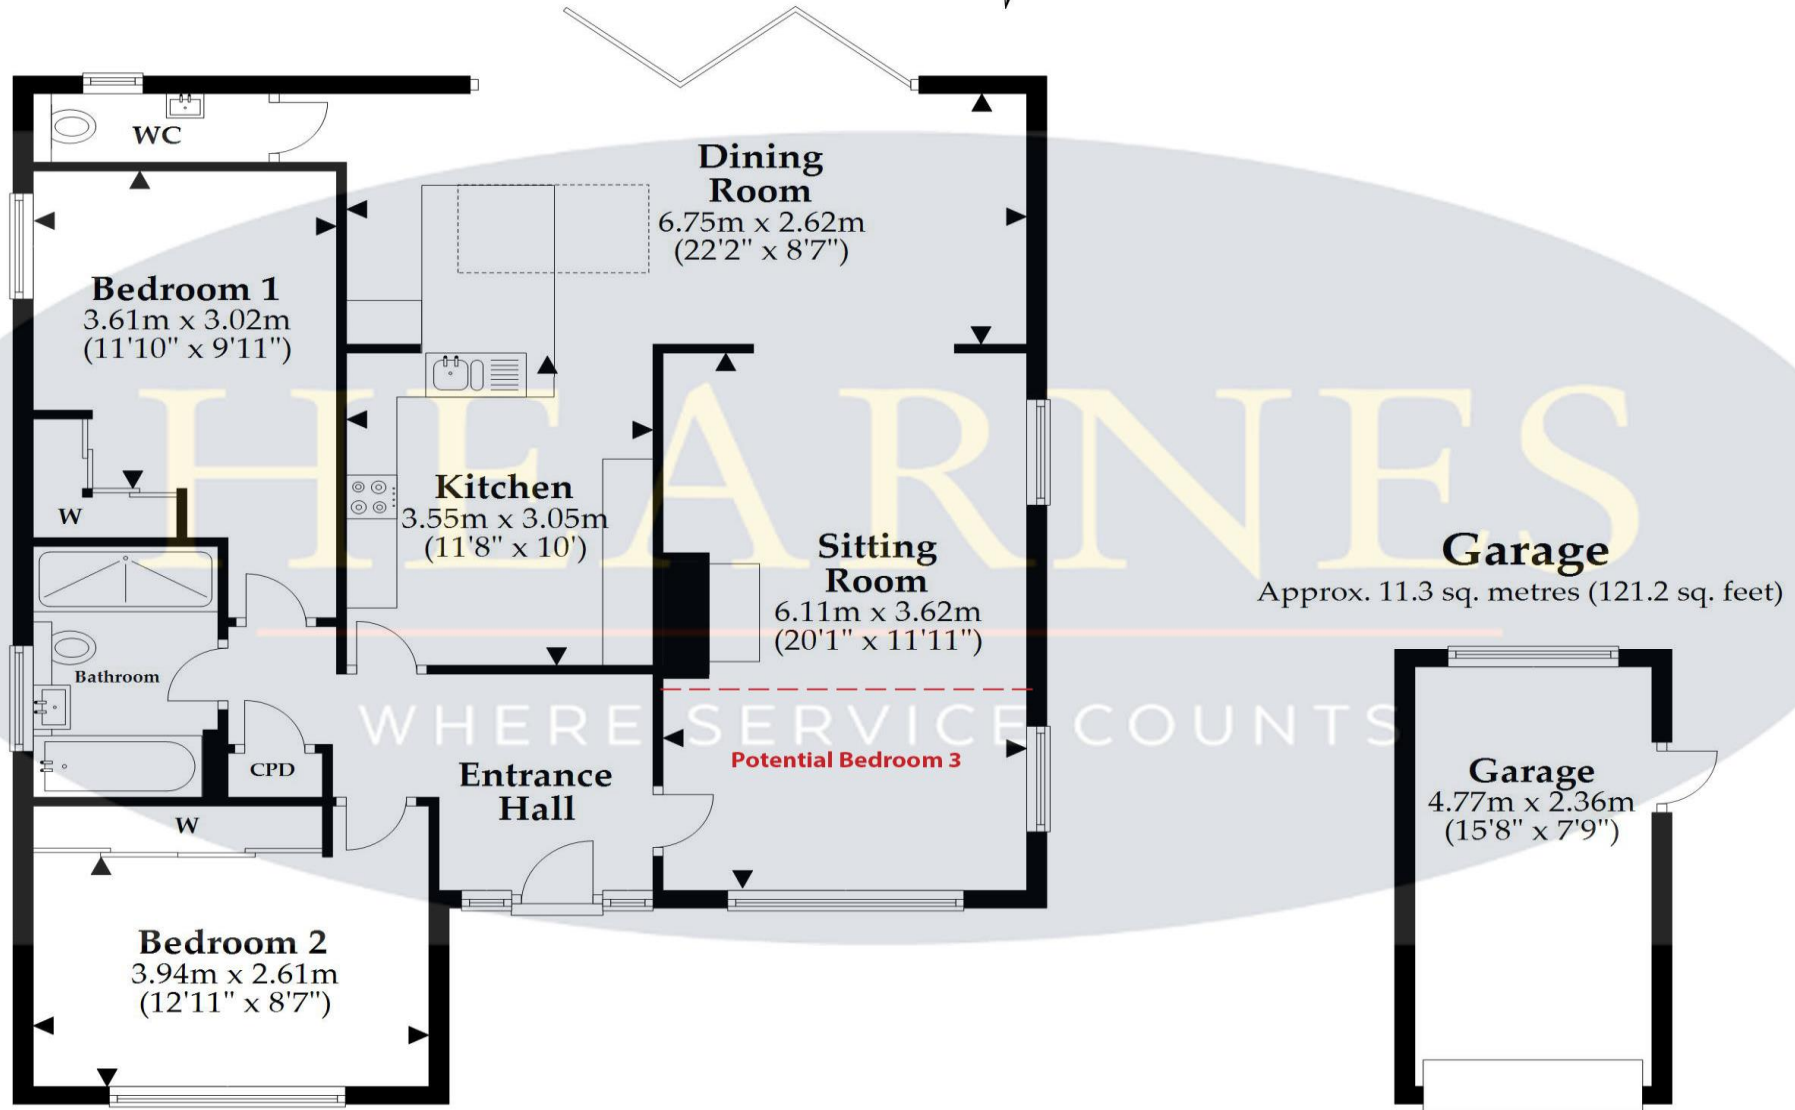 WC
Dining
Room
6.75m x 2.62m
(22'2" x 8'7")
Bedroom 1
3.61m x 3.02m
(11'10" x 9'11")
HEARNES
W
Kitchen
3.55m x 3.05m
(11'8" x 10')
Sitting
Room
6.11m x 3.62m
(20'1" x 11'11")
Garage
Approx. 11.3 sq. metres (121.2 sq. feet)
Bathroom
WHERE SERVICE COUNTS
Potential Bedroom 3
CPD
Entrance
Hall
Garage
4.77m x 2.36m
(15'8" x 7'9")
W
Bedroom 2
3.94m x 2.61m
(12'11" x 8'7")